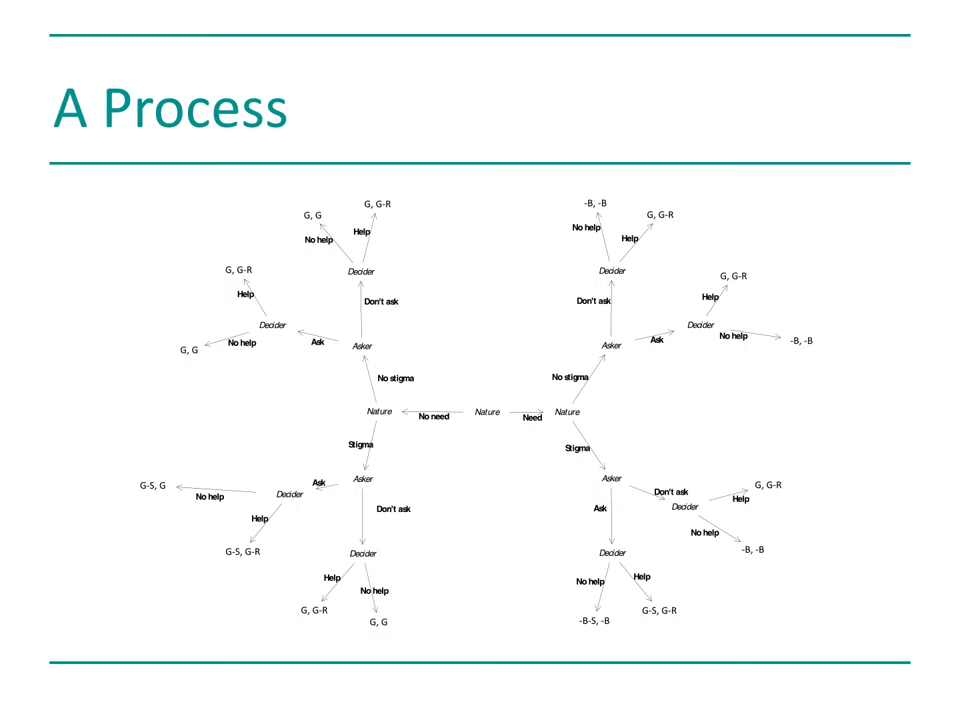 A Process
G, G-R
-B, -B
G, G
G, G-R
No help
Help
No help
Help
G, G-R
Decider
Decider
G, G-R
Help
Don't ask
Don't ask
Help
Decider
Decider
G, G
No help
Ask
Asker
Asker
Ask
No help
-B, -B
No stigma
No stigma
Nature
No need
Nature
Need
Nature
Stigma
Stigma
G-S, G
No help
Decider
Ask
Asker
Asker
Don't ask
Decider
Help
G, G-R
Help
Don't ask
Ask
No help
G-S, G-R
Decider
Decider
-B, -B
Help
No help
No help
Help
G, G-R
G, G
-B-S, -B
G-S, G-R